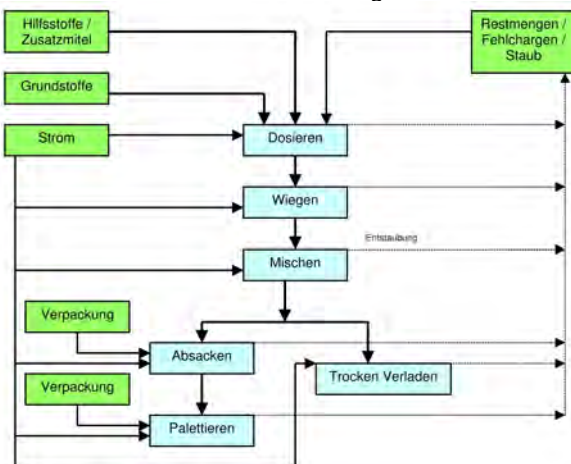 Hilfsstoffe /
Zusatzmitel
Restmengen /
Fehlchargen /
Staub
Grundstoffe
Strom
Dosieren
Wiegen
Entstaubung
Mischen
Verpackung
Absacken
Trocken Verladen
Verpackung
Palettieren